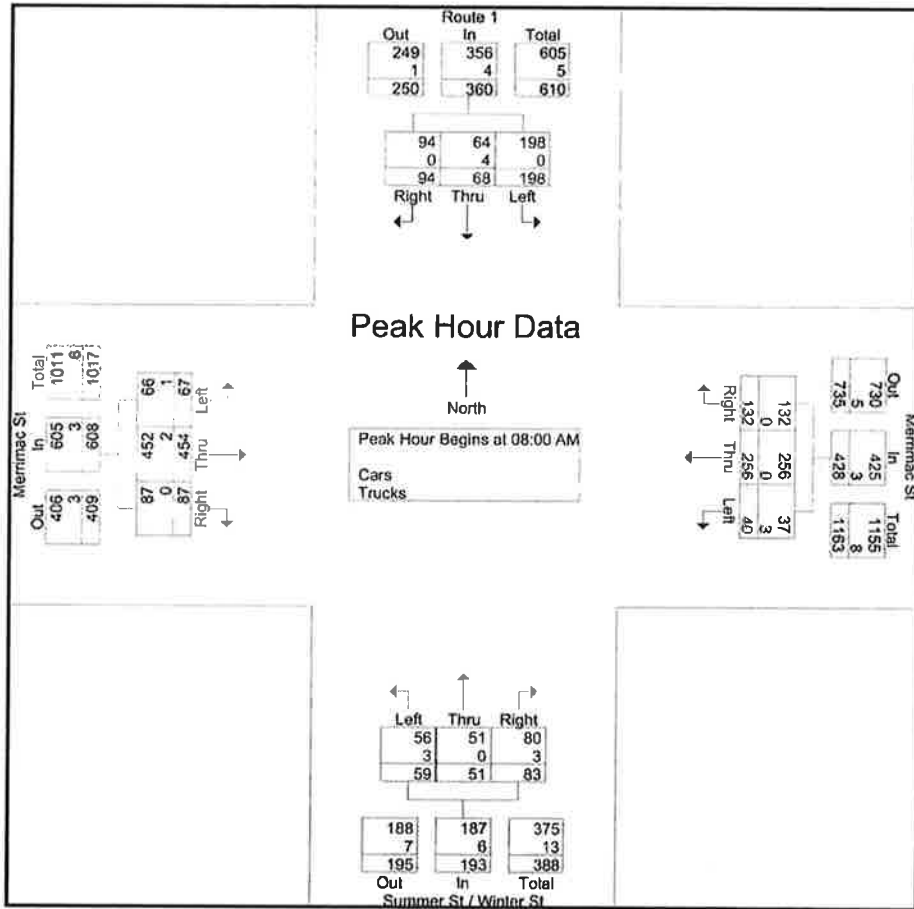 Route 1
Out In Total
249 356 605
1 4 5
250 360 610
94 64 198
0 4 0
94 68 198
Right Thru Left
Peak Hour Data
North
Peak Hour Begins at 08:00 AM
Cars
Trucks
Merrimac St
Out In Total
406 605 1011
3 3 6
409 608 1017
87 452 66
0 2 1
87 454 67
Right Thru Left
Merrimac St
Out In Total
730 425 1155
5 3 8
735 428 1163
132 256 37
0 0 3
132 256 40
Right Thru Left
Left Thru Right
56 51 80
3 0 3
59 51 83
188 187 375
7 6 13
195 193 388
Out In Total
Summer St / Winter St